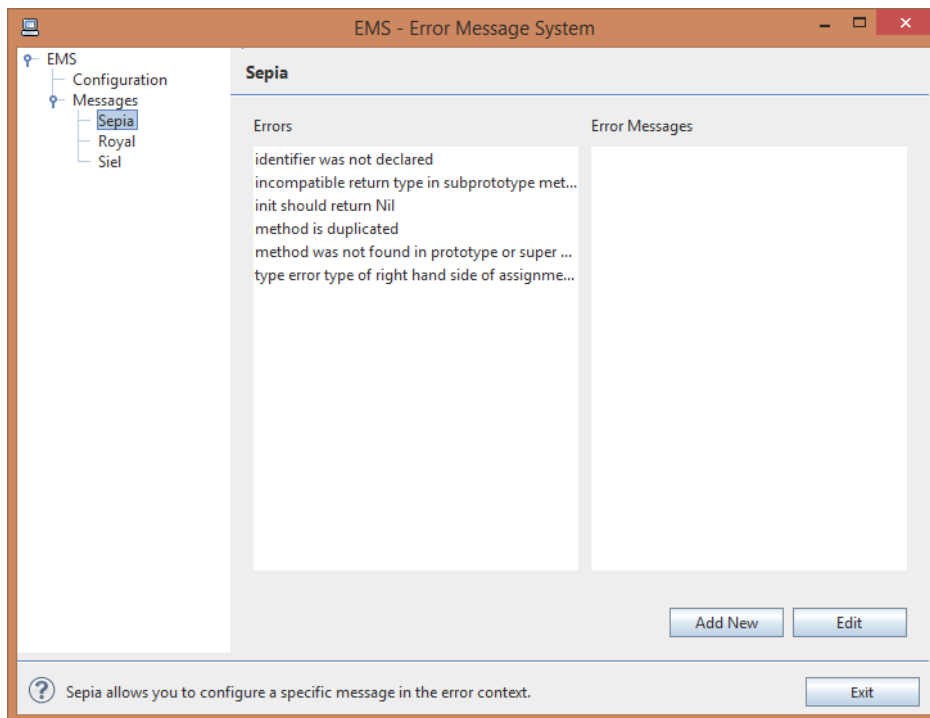 EMS - Error Message System
EMS
Configuration
Messages
Sepia
Royal
Siel
Sepia
Errors
Error Messages
identifier was not declared
incompatible return type in subprototype met...
init should return Nil
method is duplicated
method was not found in prototype or super ...
type error type of right hand side of assignme...
Add New
Edit
? Sepia allows you to configure a specific message in the error context.
Exit